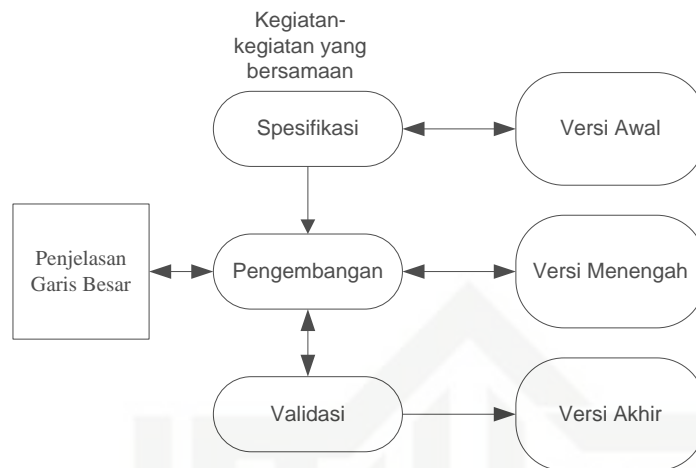 Kegiatan-
kegiatan yang
bersamaan
Spesifikasi
Versi Awal
Penjelasan
Garis Besar
Pengembangan
Versi Menengah
Validasi
Versi Akhir